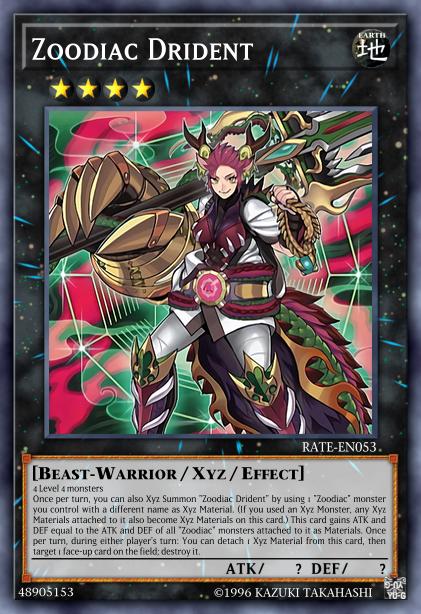 Zoodiac Drident
EARTH
地
RATE-EN053
[Beast-Warrior / Xyz / Effect]
4 Level 4 monsters
Once per turn, you can also Xyz Summon "Zoodiac Drident" by using 1 "Zoodiac" monster
you control with a different name as Xyz Material. (If you used an Xyz Monster, any Xyz
Materials attached to it also become Xyz Materials on this card.) This card gains ATK and
DEF equal to the ATK and DEF of all "Zoodiac" monsters attached to it as Materials. Once
per turn, during either player's turn: You can detach 1 Xyz Material from this card, then
target 1 face-up card on the field; destroy it.
ATK/ ? DEF/ ?
48905153
©1996 KAZUKI TAKAHASHI